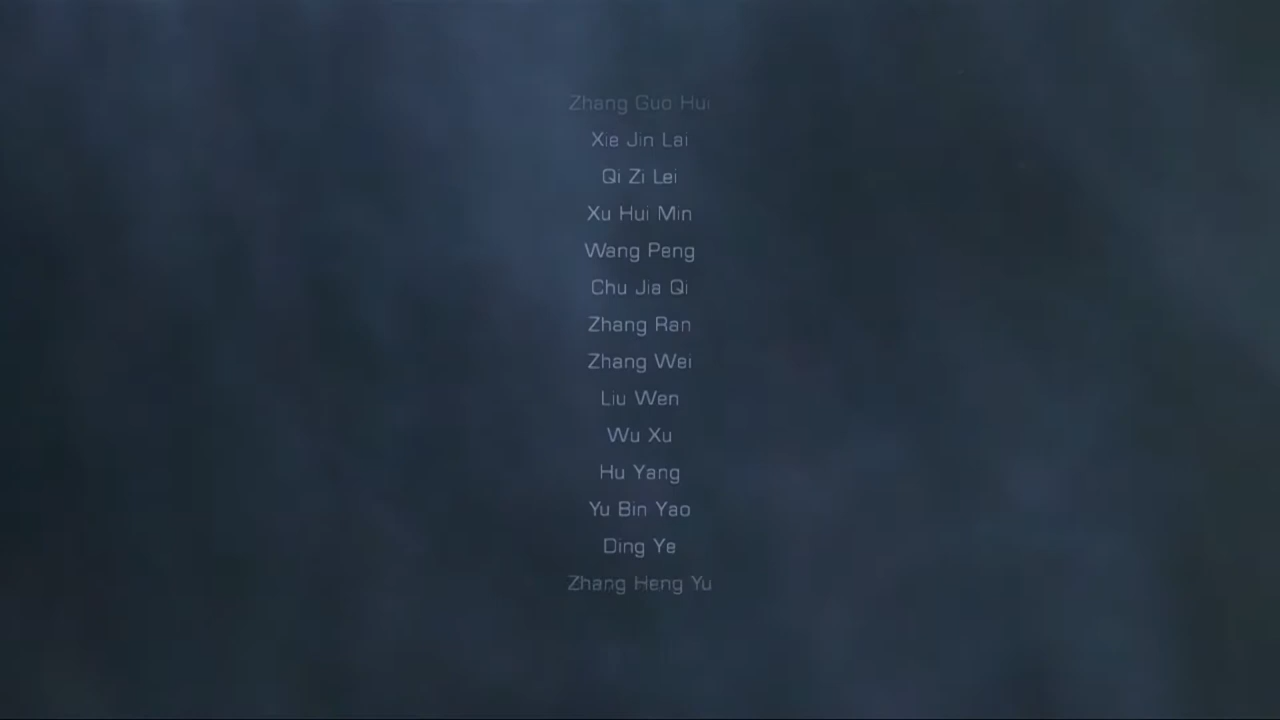 Zhang Guo Hui
Xie Jin Lai
Qi Zi Lei
Xu Hui Min
Wang Peng
Chu Jia Qi
Zhang Ran
Zhang Wei
Liu Wen
Wu Xu
Hu Yang
Yu Bin Yao
Ding Ye
Zhang Heng Yu